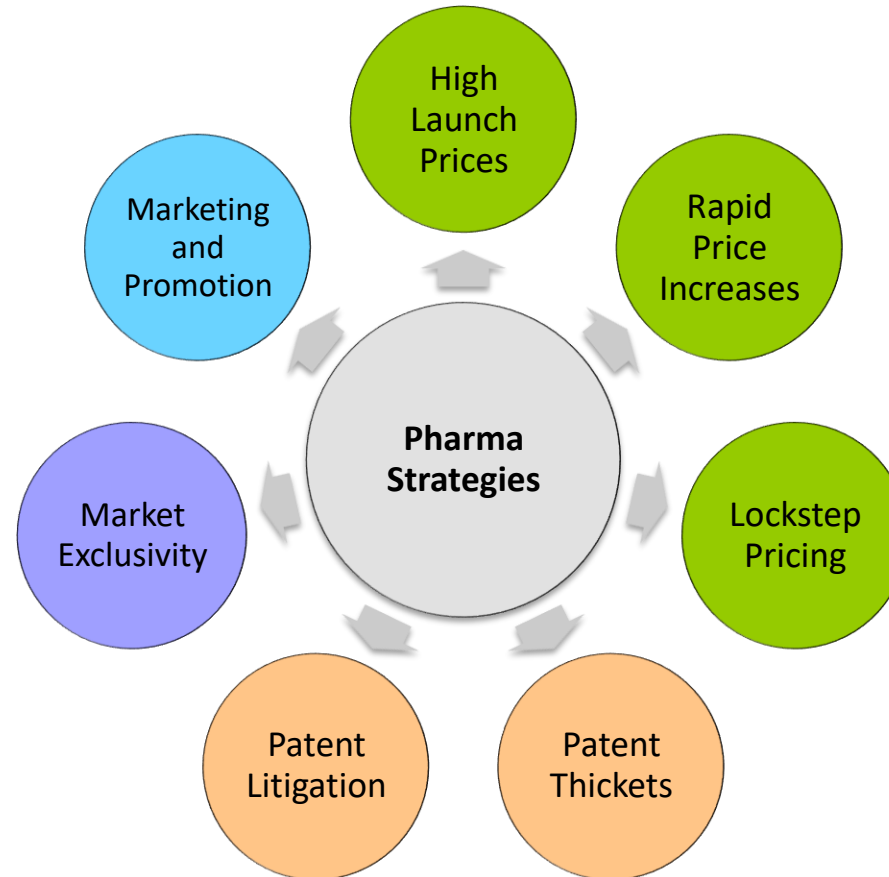 High
Launch
Prices
Rapid
Price
Increases
Lockstep
Pricing
Patent
Thickets
Patent
Litigation
Market
Exclusivity
Marketing
and
Promotion
Pharma
Strategies